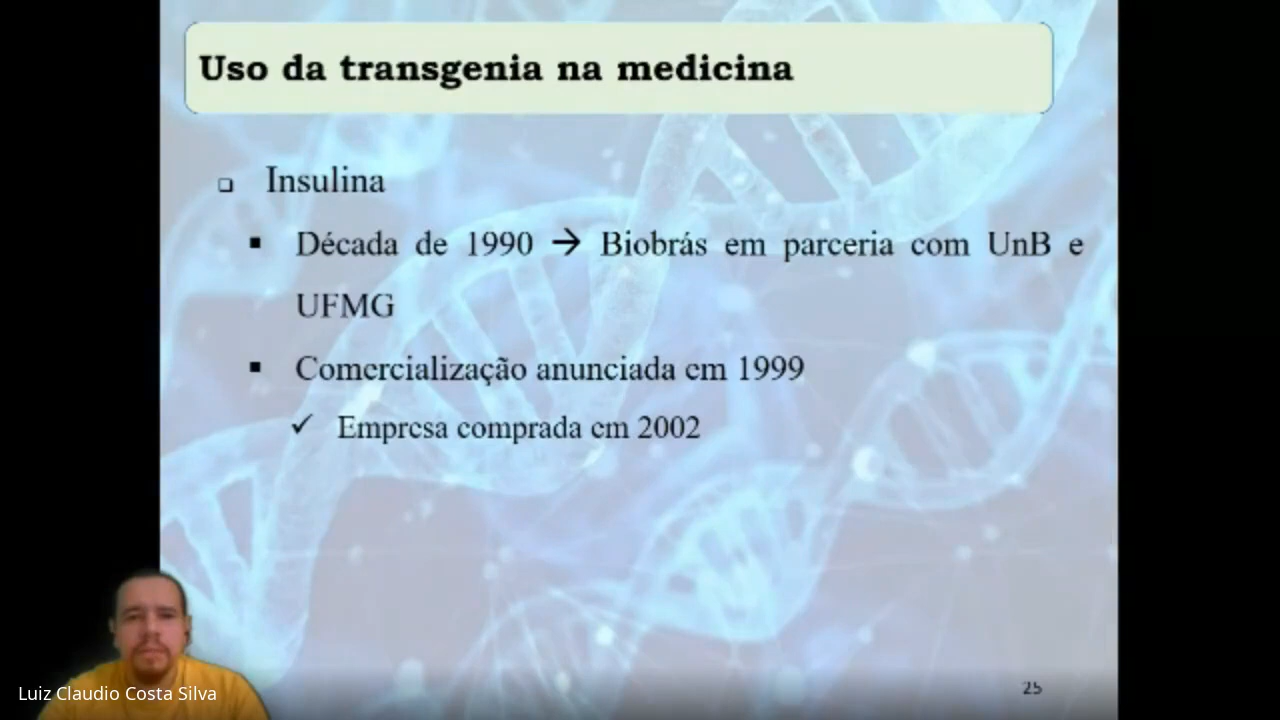 Uso da transgenia na medicina
❑ Insulina
▪ Década de 1990 → Biobrás em parceria com UnB e
UFMG
▪ Comercialização anunciada em 1999
✓ Empresa comprada em 2002
Luiz Claudio Costa Silva
25